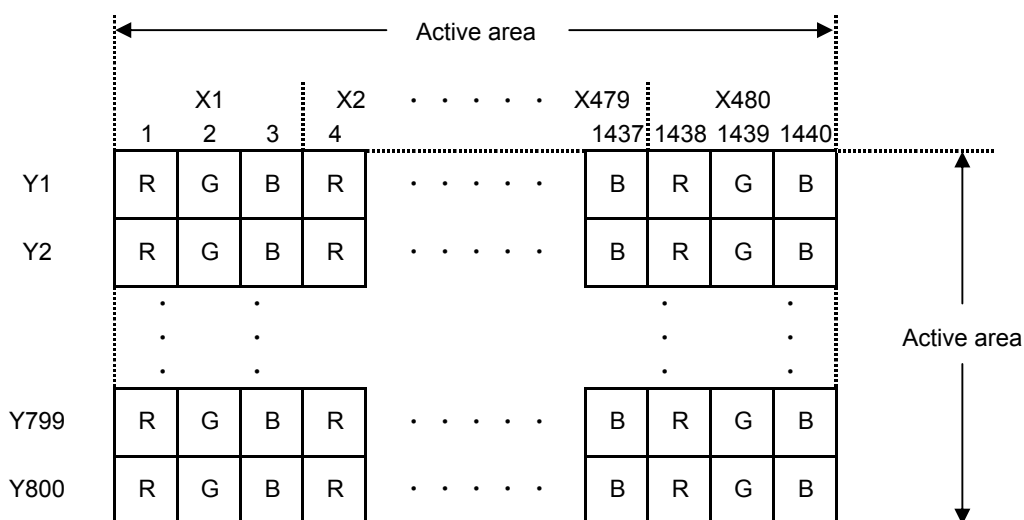 Active area
X1 X2 · · · · · X479 X480
1 2 3 4 1437 1438 1439 1440
Y1 R G B R · · · · · B R G B
Y2 R G B R · · · · · B R G B
· · · ·
· · · · Active area
· · · ·
Y799 R G B R · · · · · B R G B
Y800 R G B R · · · · · B R G B